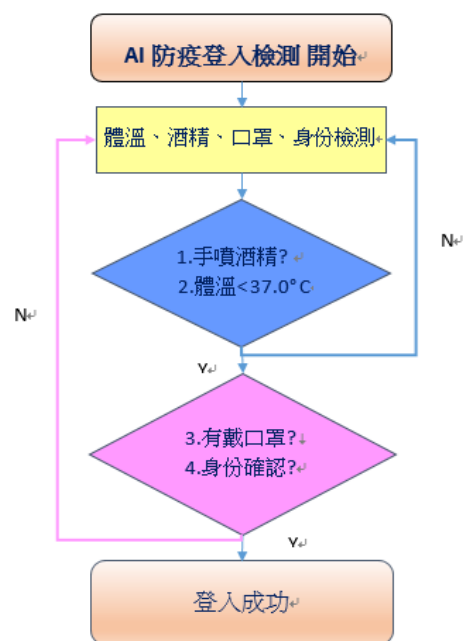 AI 防疫登入檢測 開始
體溫、酒精、口罩、身份檢測
1.手噴酒精?
2.體溫<37.0°C
N
N
Y
3.有戴口罩?
4.身份確認?
Y
登入成功